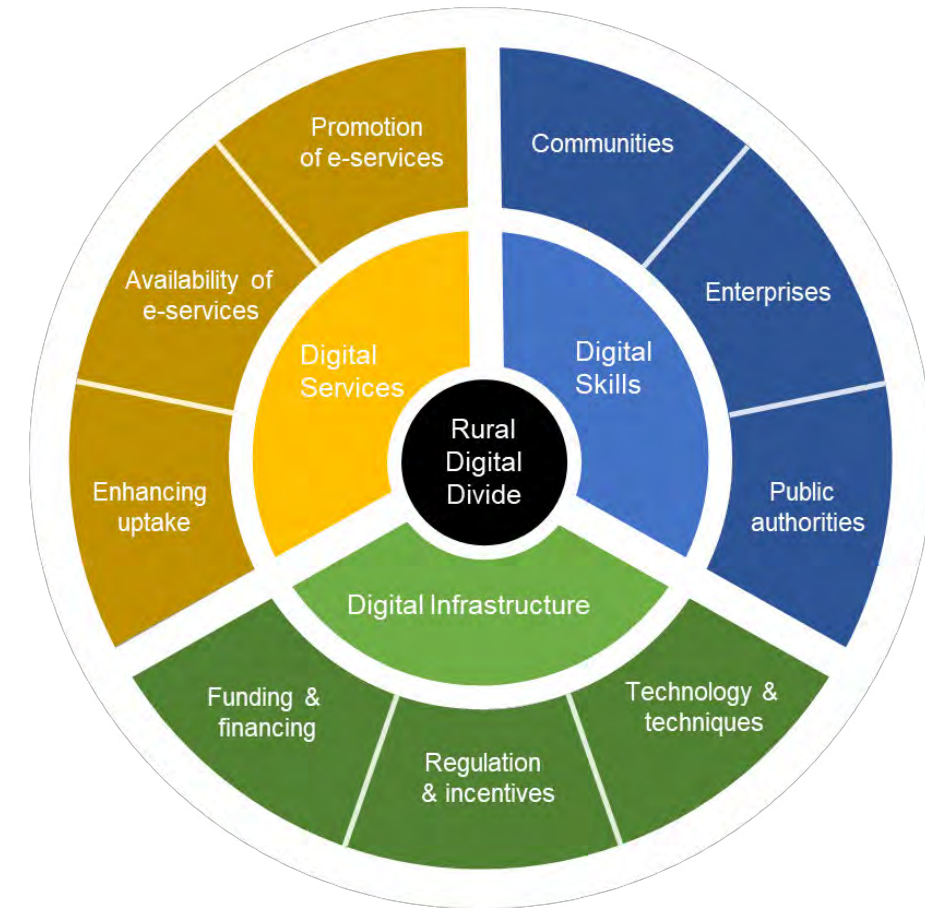 Promotion
of e-services
Communities
Availability of
e-services
Enterprises
Digital
Services
Digital
Skills
Rural
Digital
Divide
Enhancing
uptake
Public
authorities
Digital Infrastructure
Funding &
financing
Technology &
techniques
Regulation
& incentives